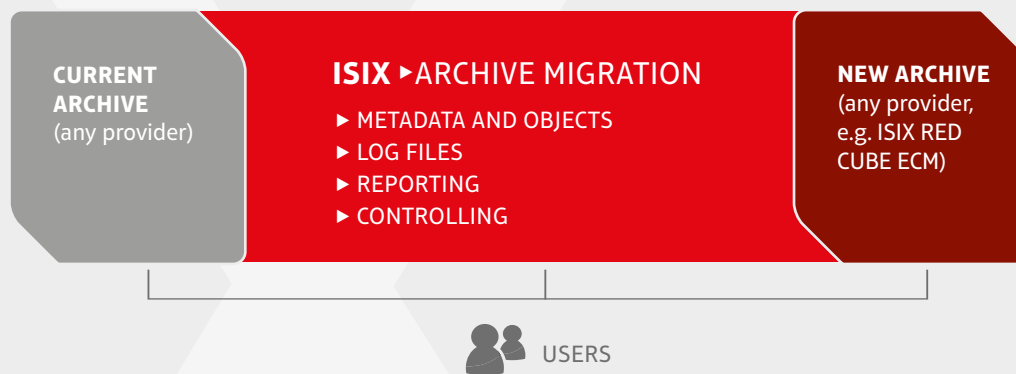 CURRENT
ARCHIVE
(any provider)
ISIX ▸ARCHIVE MIGRATION
▸ METADATA AND OBJECTS
▸ LOG FILES
▸ REPORTING
▸ CONTROLLING
NEW ARCHIVE
(any provider,
e.g. ISIX RED
CUBE ECM)
USERS